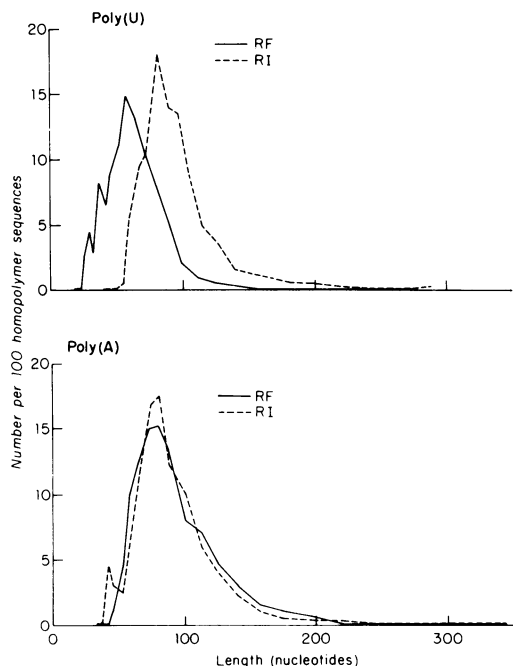 Poly(U)
20
RF
RI
15
10
5
0
Number per 100 homopolymer sequences
Poly(A)
20
RF
RI
15
10
5
0
0
100
200
300
Length (nucleotides)